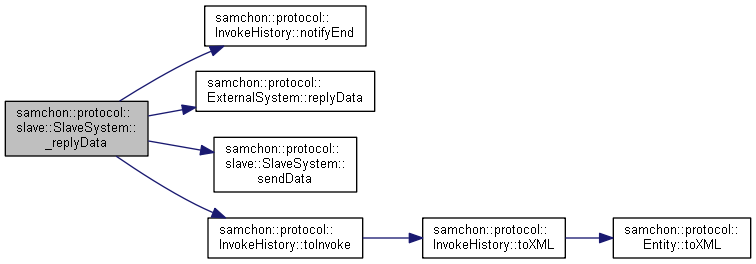 samchon::protocol::
InvokeHistory::notifyEnd
samchon::protocol::
ExternalSystem::replyData
samchon::protocol::
slave::SlaveSystem::
_replyData
samchon::protocol::
slave::SlaveSystem::
sendData
samchon::protocol::
InvokeHistory::toInvoke
samchon::protocol::
InvokeHistory::toXML
samchon::protocol::
Entity::toXML